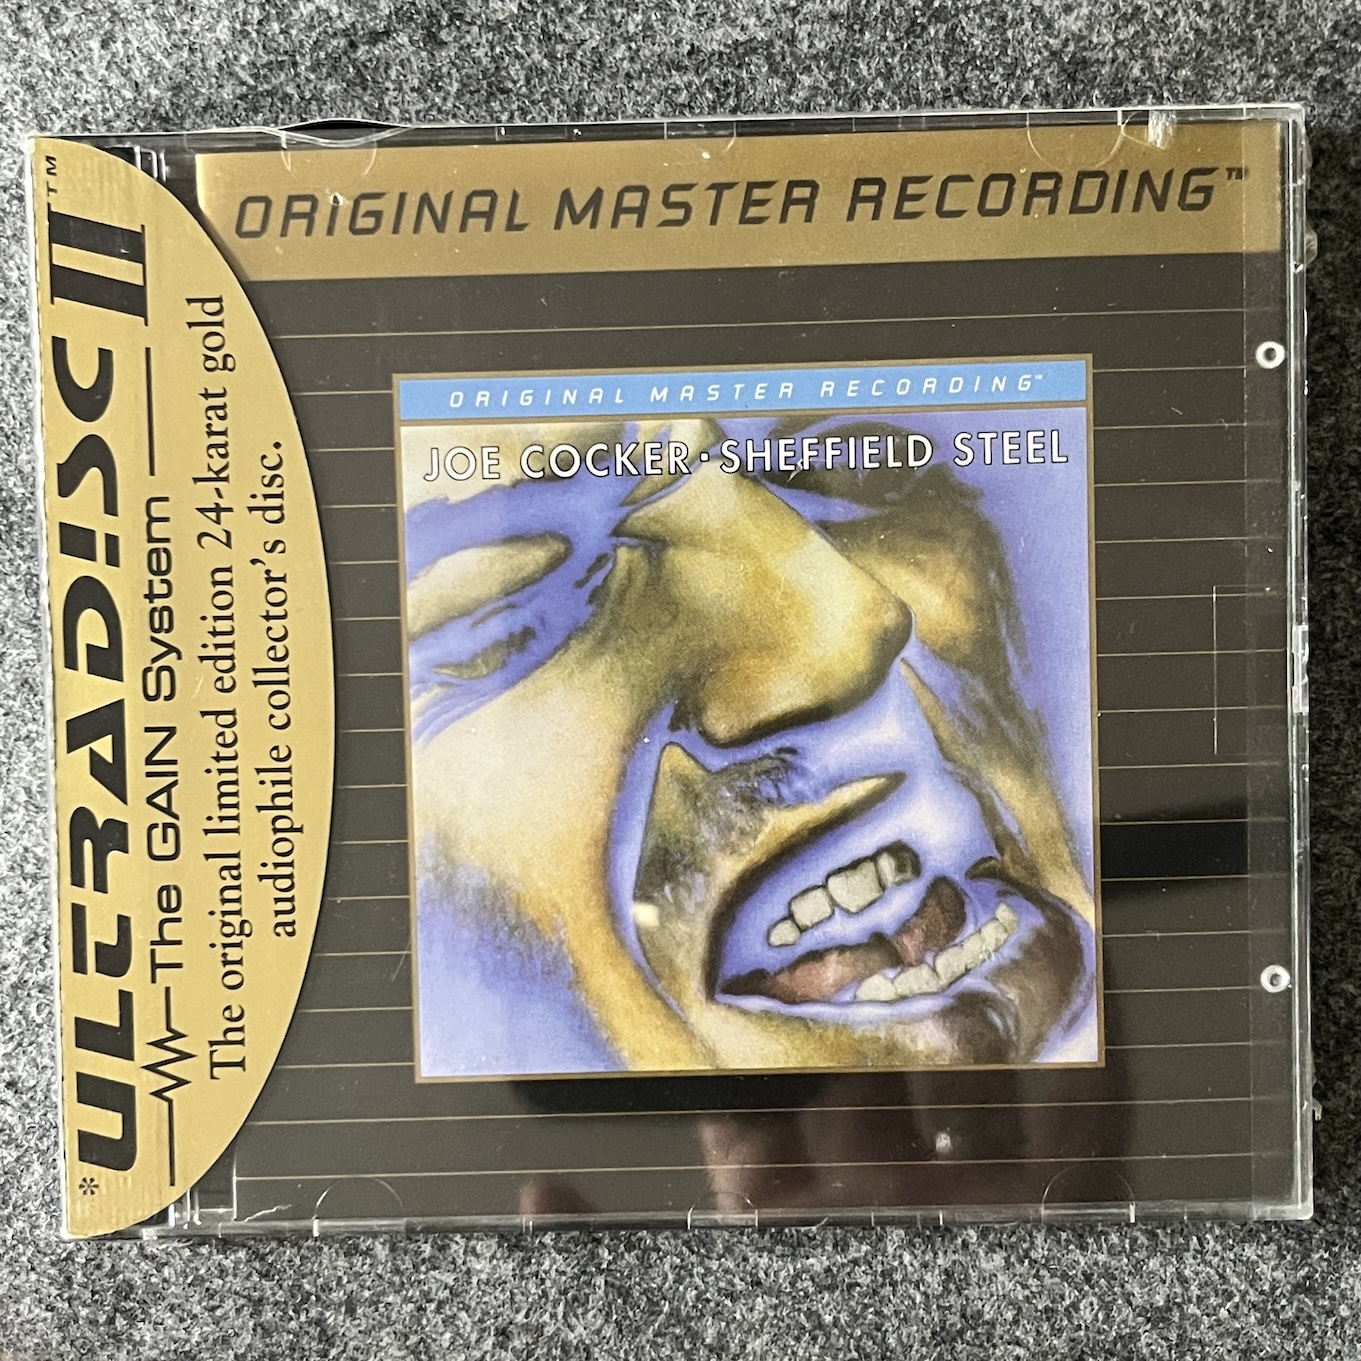 ORIGINAL MASTER RECORDING™
ORIGINAL MASTER RECORDING™
JOE COCKER · SHEFFIELD STEEL
*ULTRADISC II™
The GAIN System
The original limited edition 24-karat gold
audiophile collector's disc.